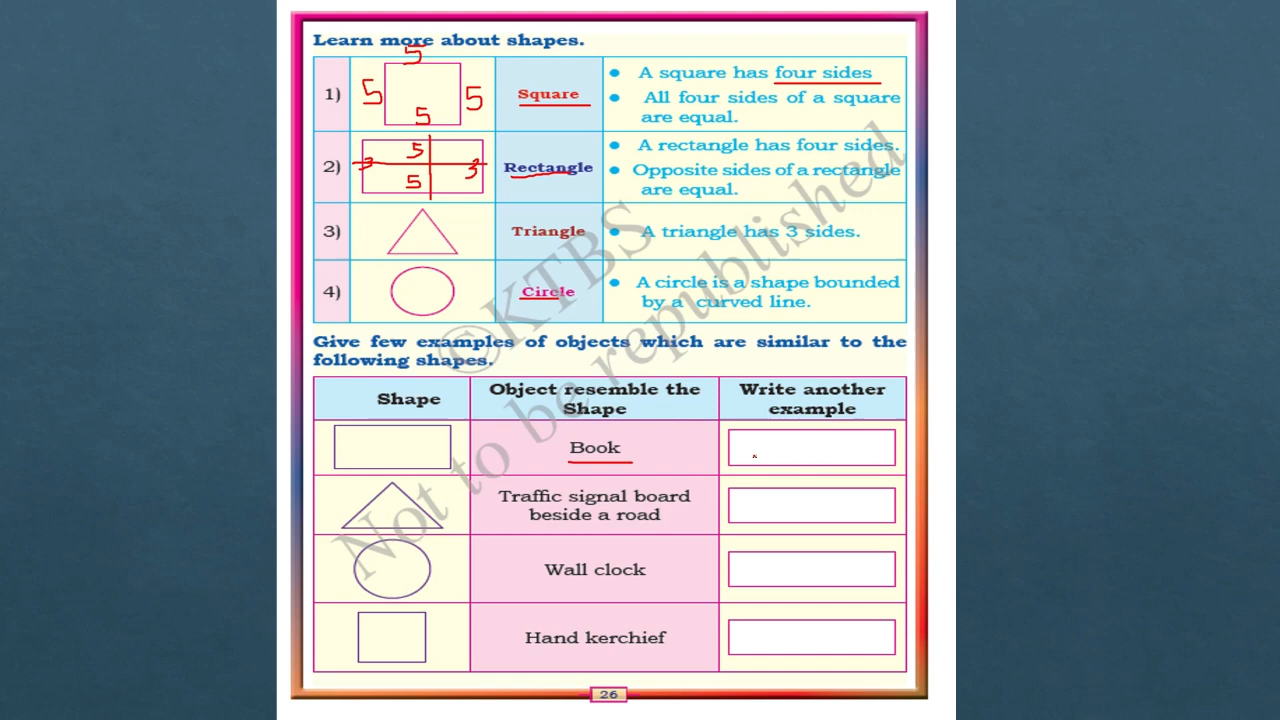 Learn more about shapes.
5
1)
5
5
5
Square
● A square has four sides
● All four sides of a square
are equal.
2)
3
5
5
3
Rectangle
● A rectangle has four sides.
● Opposite sides of a rectangle
are equal.
3)
Triangle
● A triangle has 3 sides.
4)
Circle
● A circle is a shape bounded
by a curved line.
Give few examples of objects which are similar to the
following shapes.
Shape
Object resemble the
Shape
Write another
example
Book
Traffic signal board
beside a road
Wall clock
Hand kerchief
26
©KTBS
Not to be republished